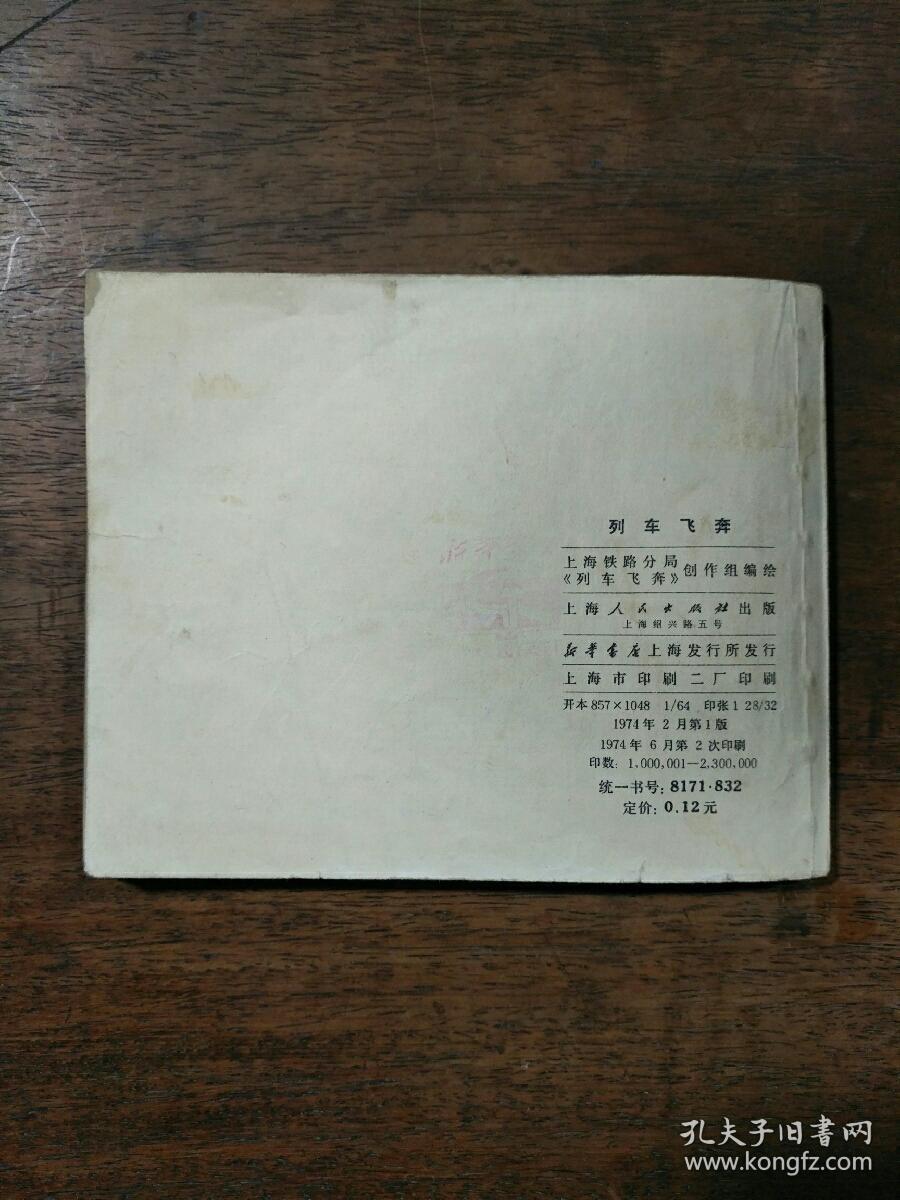 列车飞奔
上海铁路分局
《列车飞奔》创作组编绘
上海人民出版社出版
上海绍兴路五号
新华书店上海发行所发行
上海市印刷二厂印刷
开本 857×1048 1/64 印张 1 28/32
1974年2月第1版
1974年6月第2次印刷
印数：1,000,001—2,300,000
统一书号：8171·832
定价：0.12元
孔夫子旧書网
www.kongfz.com